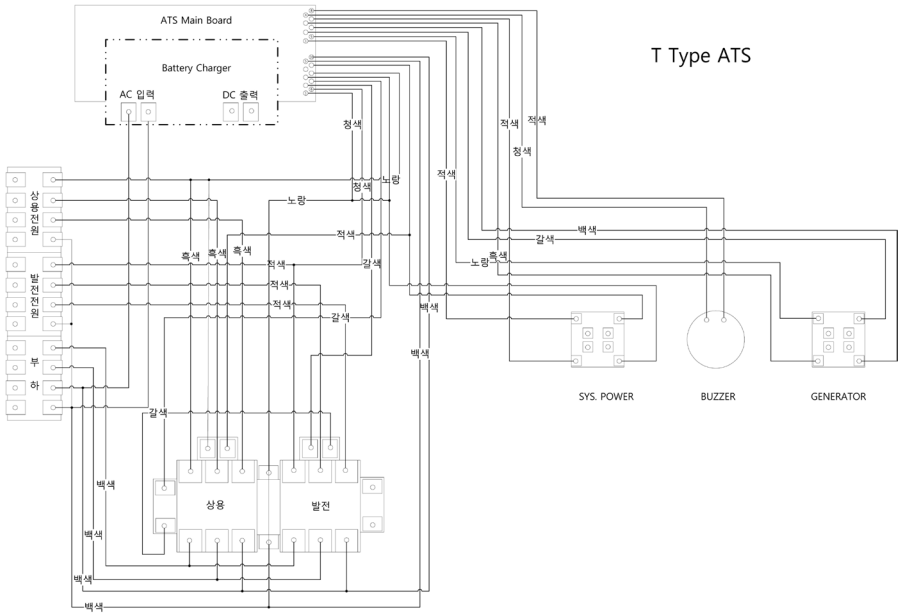 ATS Main Board
T Type ATS
Battery Charger
AC 입력
DC 출력
적색
적색
청색
청색
적색
노랑
청색
노랑
상용전원
백색
적색
갈색
흑색
흑색
흑색
흑색
노랑
갈색
적색
발전전원
적색
적색
백색
갈색
백색
부하
SYS. POWER
BUZZER
GENERATOR
갈색
백색
상용
발전
백색
백색
백색